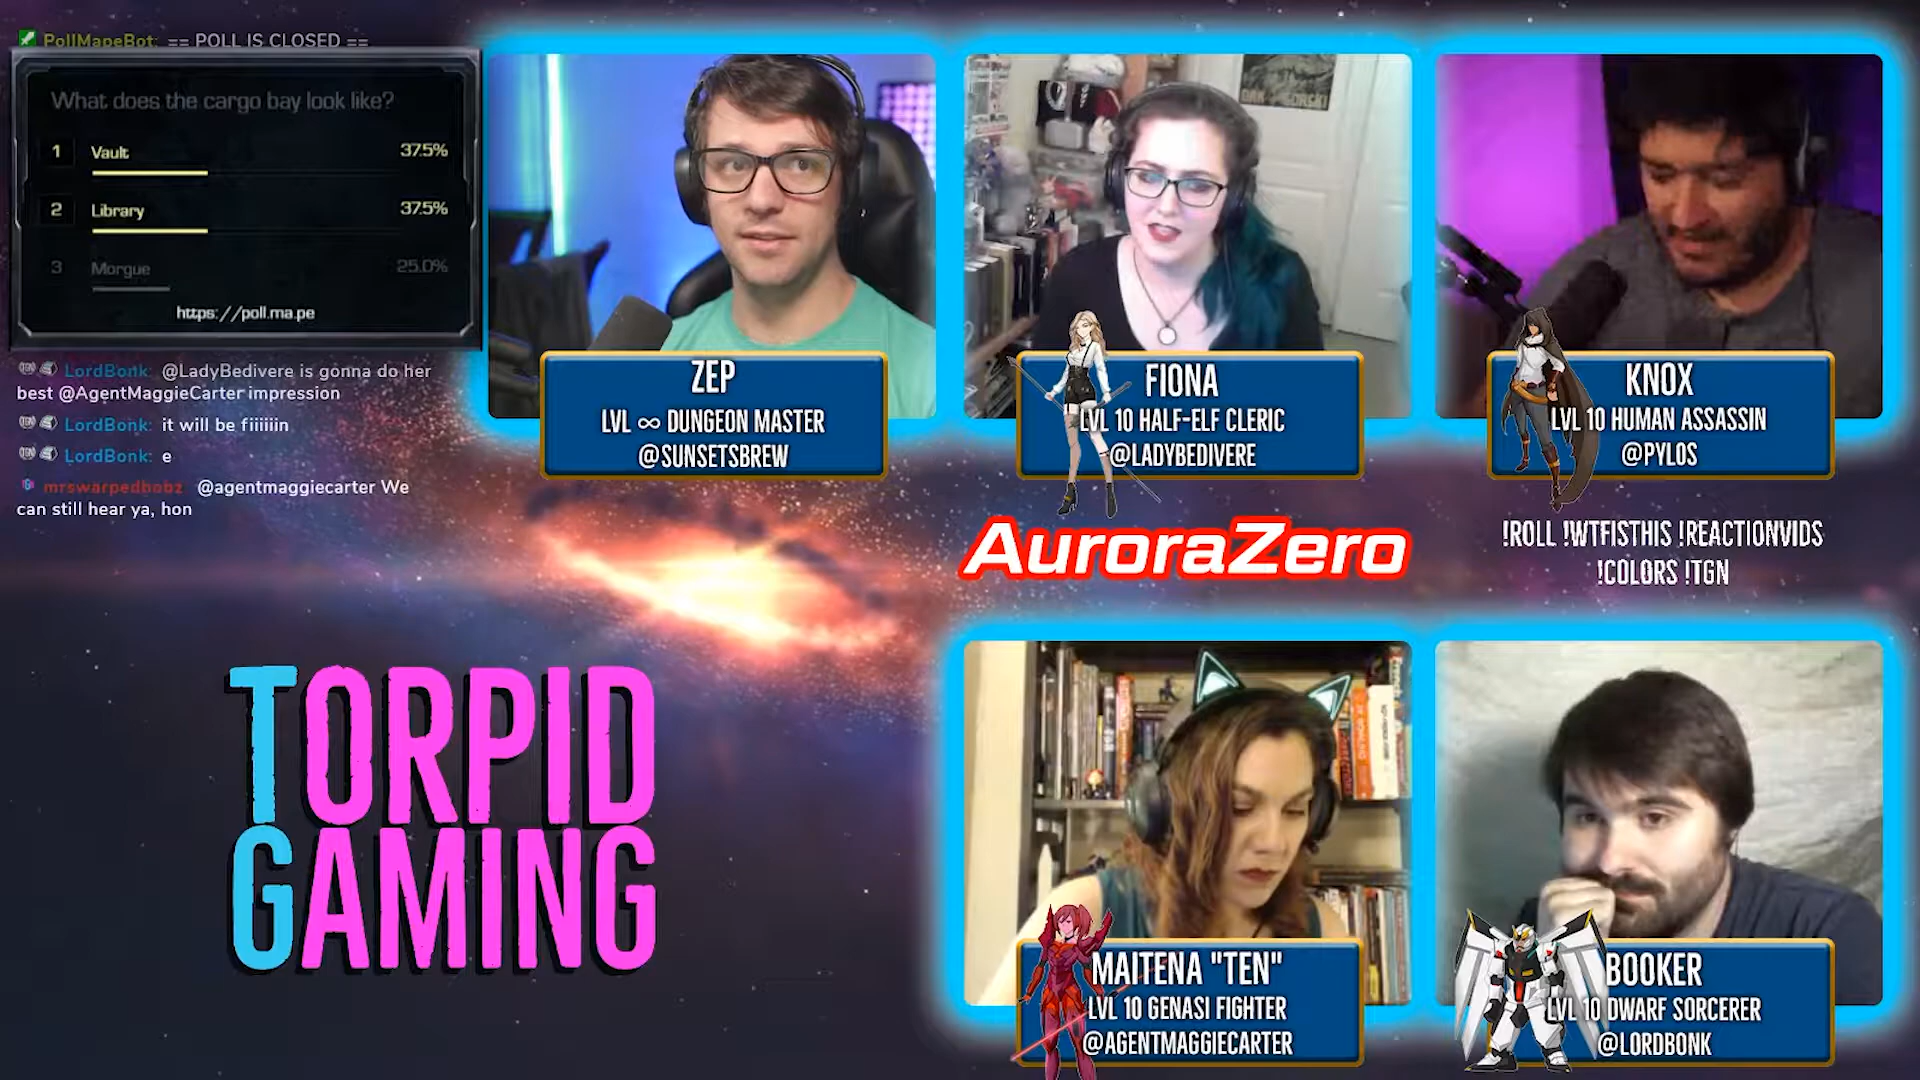 PollMapeBot: == POLL IS CLOSED ==
What does the cargo bay look like?
1 Vault 37.5%
2 Library 37.5%
3 Morgue 25.0%
https://poll.ma.pe
LordBonk: @LadyBedivere is gonna do her
best @AgentMaggieCarter impression
LordBonk: it will be fiiiiiin
LordBonk: e
mrswarpedbobz @agentmaggiecarter We
can still hear ya, hon
ZEP
LVL ∞ DUNGEON MASTER
@SUNSETSBREW
FIONA
LVL 10 HALF-ELF CLERIC
@LADYBEDIVERE
KNOX
LVL 10 HUMAN ASSASSIN
@PYLOS
AuroraZero
!ROLL !WTFISTHIS !REACTIONVIDS
!COLORS !TGN
TORPID
GAMING
MAITENA "TEN"
LVL 10 GENASI FIGHTER
@AGENTMAGGIECARTER
BOOKER
LVL 10 DWARF SORCERER
@LORDBONK